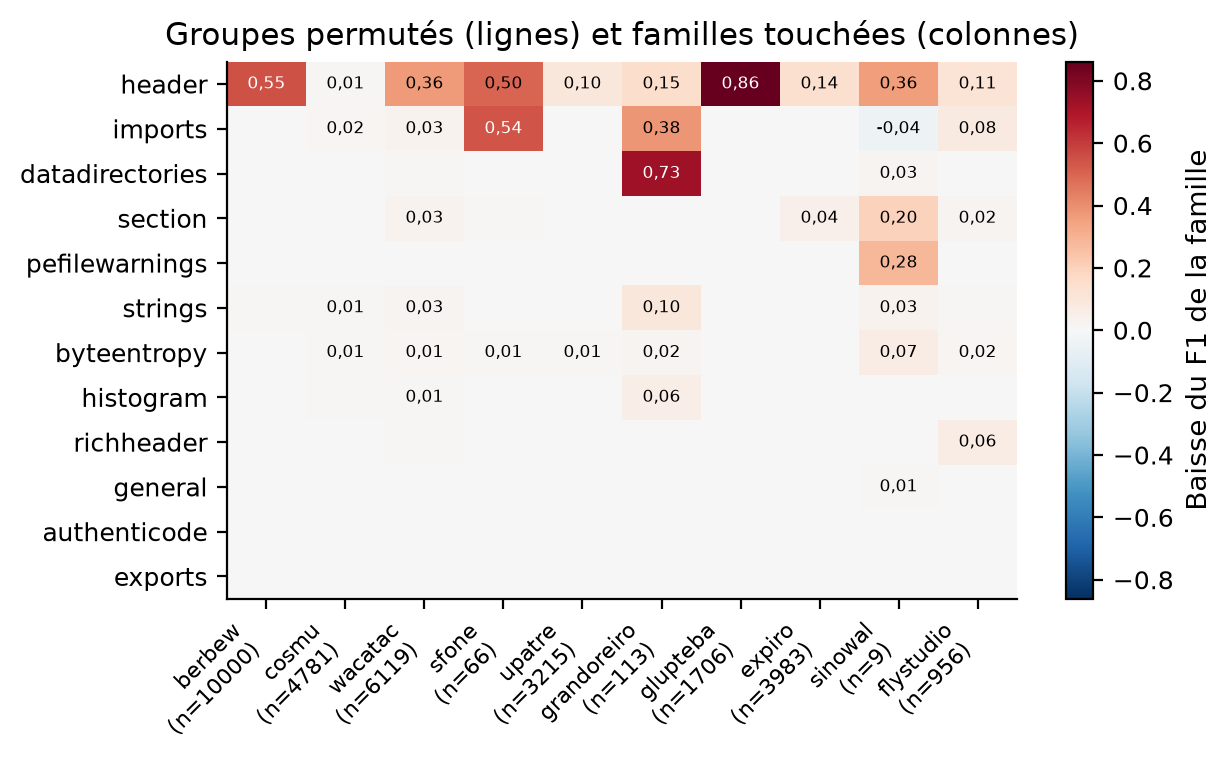 Groupes permutés (lignes) et familles touchées (colonnes)
header 0,55 0,01 0,36 0,50 0,10 0,15 0,86 0,14 0,36 0,11
imports 0,02 0,03 0,54 0,38 -0,04 0,08
datadirectories 0,73 0,03
section 0,03 0,04 0,20 0,02
pefilewarnings 0,28
strings 0,01 0,03 0,10 0,03
byteentropy 0,01 0,01 0,01 0,01 0,02 0,07 0,02
histogram 0,01 0,06
richheader 0,06
general 0,01
authenticode
exports
berbew
(n=10000)
cosmu
(n=4781)
wacatac
(n=6119)
sfone
(n=66)
upatre
(n=3215)
grandoreiro
(n=113)
glupteba
(n=1706)
expiro
(n=3983)
sinowal
(n=9)
flystudio
(n=956)
0.8
0.6
0.4
0.2
0.0
−0.2
−0.4
−0.6
−0.8
Baisse du F1 de la famille